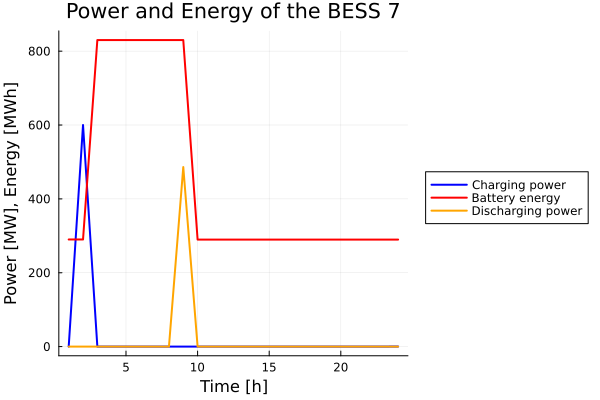 Power and Energy of the BESS 7
Power [MW], Energy [MWh]
800
600
400
200
0
5
10
15
20
Time [h]
Charging power
Battery energy
Discharging power